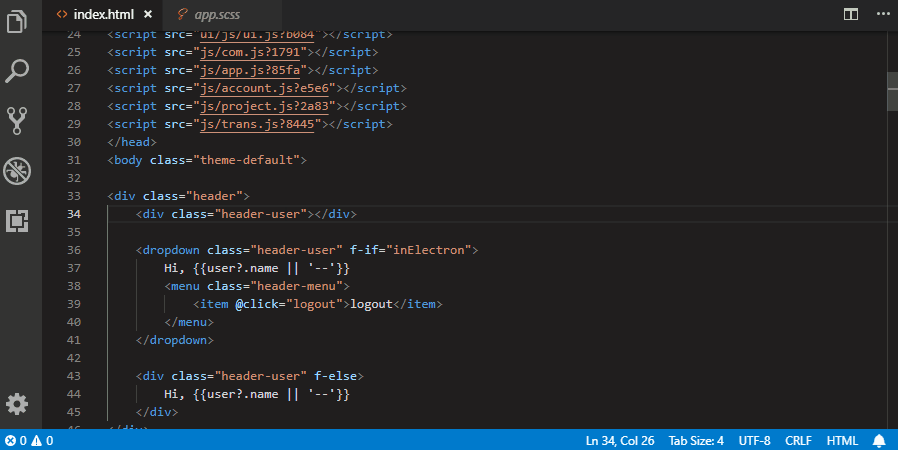 index.html × app.scss
24 <script src="ui/js/ui.js?b084"></script>
25 <script src="js/com.js?1791"></script>
26 <script src="js/app.js?85fa"></script>
27 <script src="js/account.js?e5e6"></script>
28 <script src="js/project.js?2a83"></script>
29 <script src="js/trans.js?8445"></script>
30 </head>
31 <body class="theme-default">
32
33 <div class="header">
34 <div class="header-user"></div>
35
36 <dropdown class="header-user" f-if="inElectron">
37 Hi, {{user?.name || '--'}}
38 <menu class="header-menu">
39 <item @click="logout">logout</item>
40 </menu>
41 </dropdown>
42
43 <div class="header-user" f-else>
44 Hi, {{user?.name || '--'}}
45 </div>
46 </div>
0 0 Ln 34, Col 26 Tab Size: 4 UTF-8 CRLF HTML